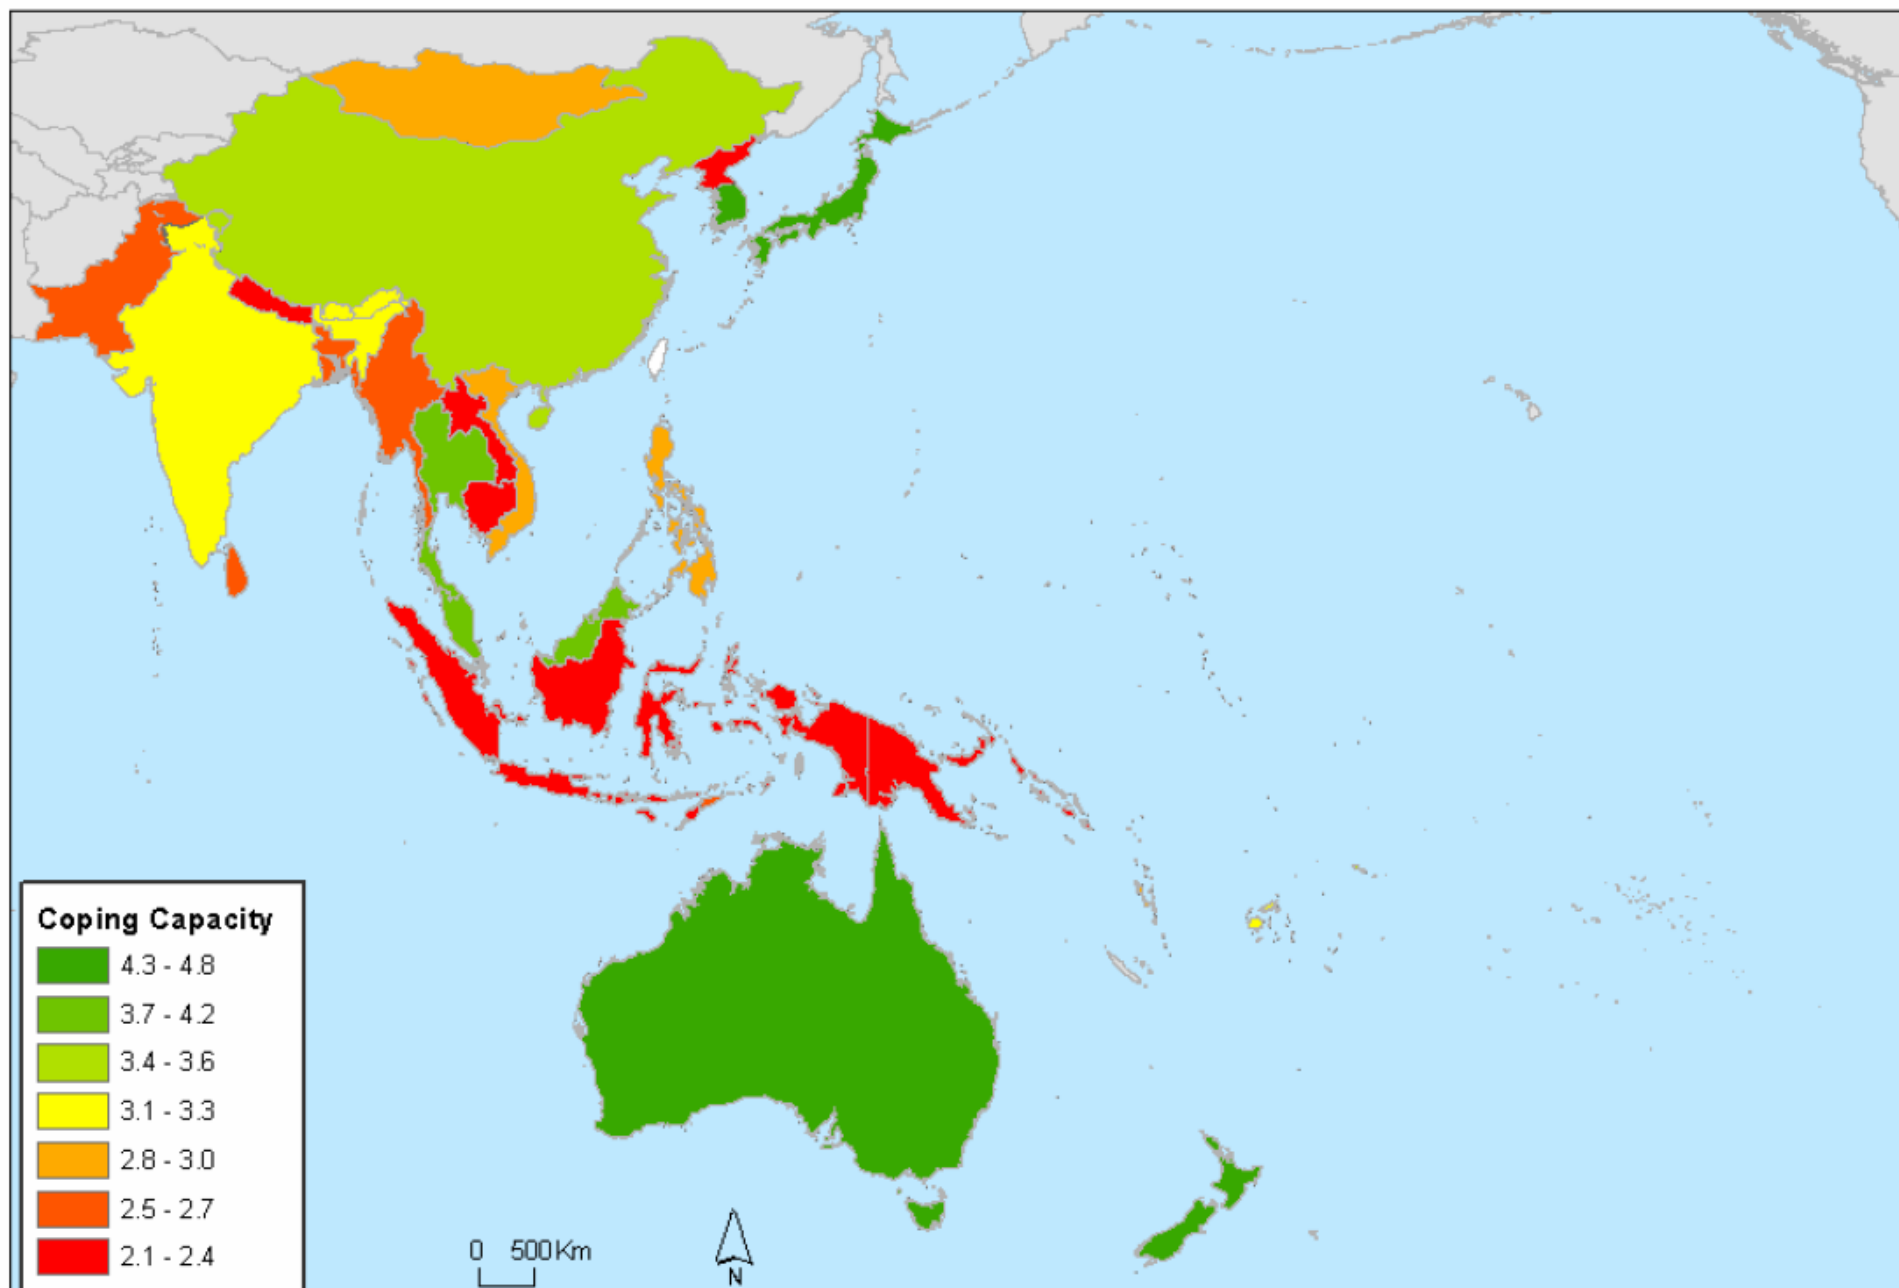 Coping Capacity
4.3 - 4.8
3.7 - 4.2
3.4 - 3.6
3.1 - 3.3
2.8 - 3.0
2.5 - 2.7
2.1 - 2.4
0 500Km
N